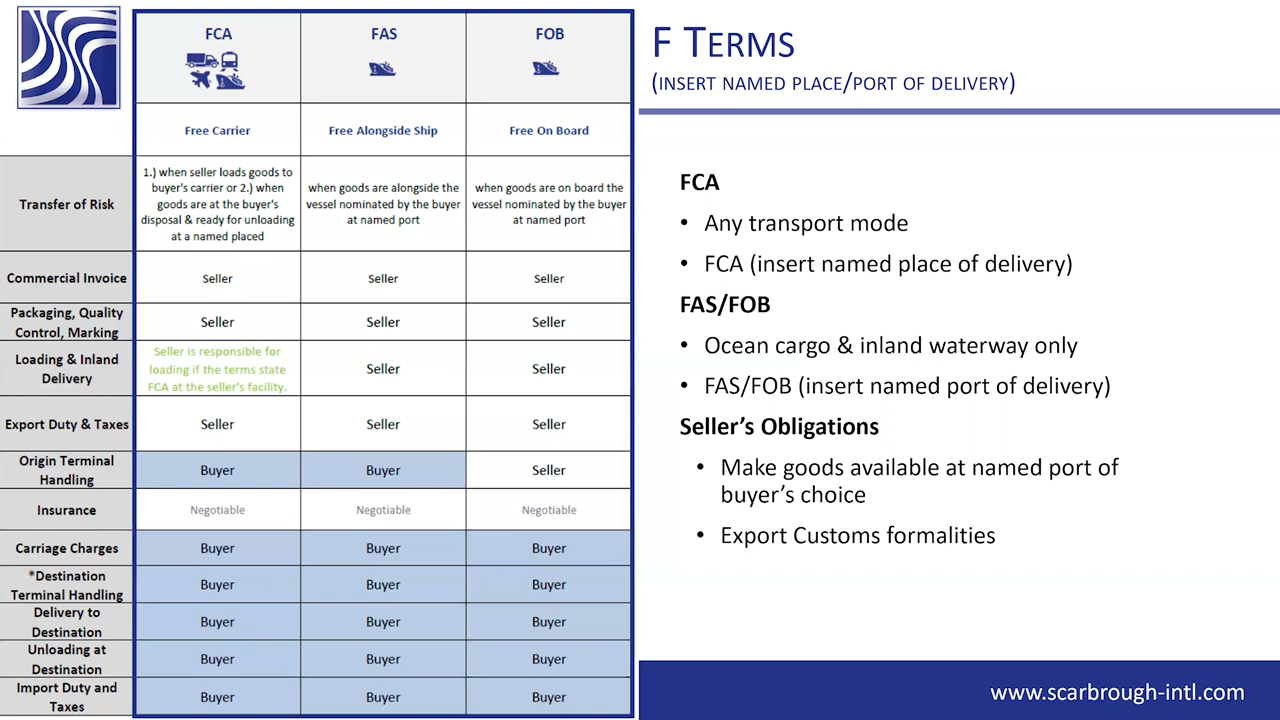 FCA FAS FOB
Free Carrier Free Alongside Ship Free On Board
Transfer of Risk
1.) when seller loads goods to
buyer's carrier or 2.) when
goods are at the buyer's
disposal & ready for unloading
at a named placed
when goods are alongside the
vessel nominated by the buyer
at named port
when goods are on board the
vessel nominated by the buyer
at named port
Commercial Invoice Seller Seller Seller
Packaging, Quality
Control, Marking
Seller Seller Seller
Loading & Inland
Delivery
Seller is responsible for
loading if the terms state
FCA at the seller's facility.
Seller Seller
Export Duty & Taxes Seller Seller Seller
Origin Terminal
Handling
Buyer Buyer Seller
Insurance Negotiable Negotiable Negotiable
Carriage Charges Buyer Buyer Buyer
*Destination
Terminal Handling
Buyer Buyer Buyer
Delivery to
Destination
Buyer Buyer Buyer
Unloading at
Destination
Buyer Buyer Buyer
Import Duty and
Taxes
Buyer Buyer Buyer
F TERMS
(INSERT NAMED PLACE/PORT OF DELIVERY)
FCA
• Any transport mode
• FCA (insert named place of delivery)
FAS/FOB
• Ocean cargo & inland waterway only
• FAS/FOB (insert named port of delivery)
Seller's Obligations
• Make goods available at named port of
buyer's choice
• Export Customs formalities
www.scarbrough-intl.com